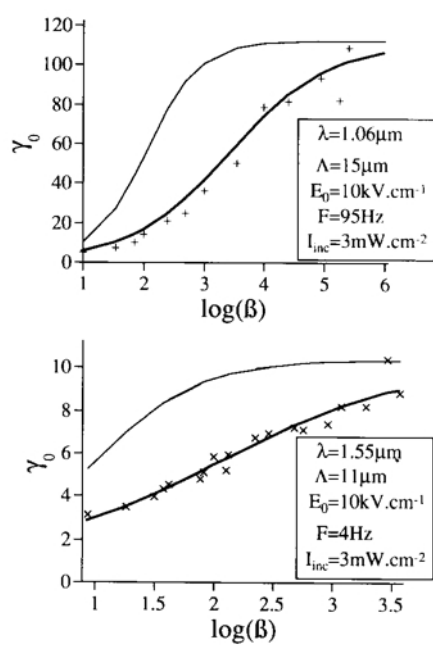 120
100
80
60
40
20
0
γ₀
λ=1.06µm
Λ=15µm
E₀=10kV.cm⁻¹
F=95Hz
Iᵢₙc=3mW.cm⁻²
1 2 3 4 5 6
log(ß)
10
8
6
4
2
0
γ₀
λ=1.55µm
Λ=11µm
E₀=10kV.cm⁻¹
F=4Hz
Iᵢₙc=3mW.cm⁻²
1 1.5 2 2.5 3 3.5
log(ß)